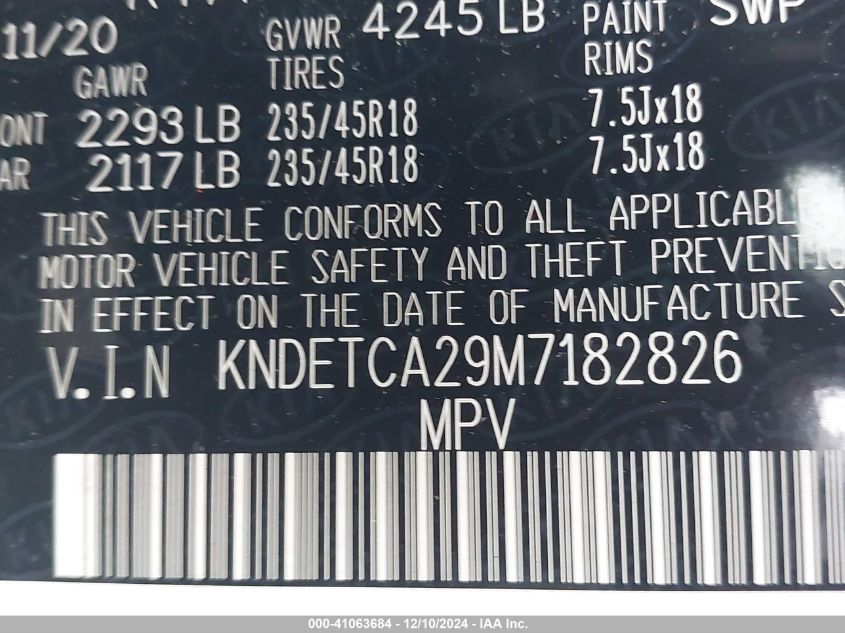 11/20 GVWR 4245 LB PAINT SWP
GAWR TIRES RIMS
2293 LB 235/45R18 7.5Jx18
2117 LB 235/45R18 7.5Jx18
THIS VEHICLE CONFORMS TO ALL APPLICABL
MOTOR VEHICLE SAFETY AND THEFT PREVENTIO
IN EFFECT ON THE DATE OF MANUFACTURE S
V.I.N KNDETCA29M7182826
MPV
000-41063684 - 12/10/2024 - IAA Inc.